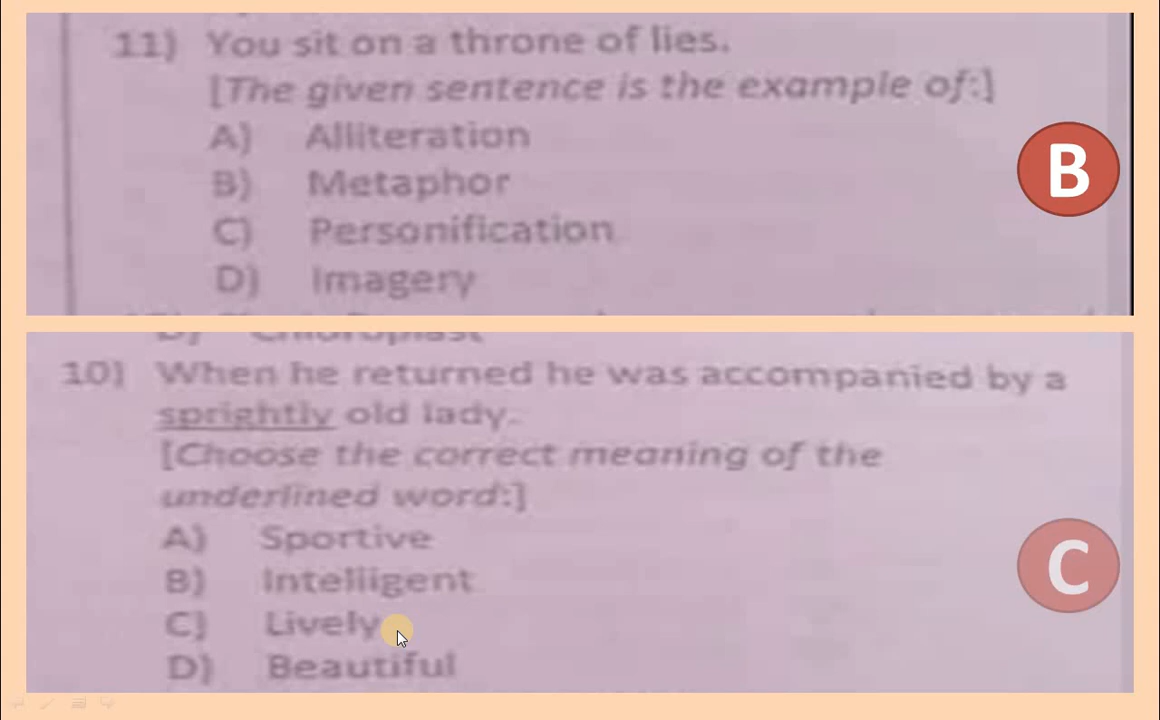 11) You sit on a throne of lies.
[The given sentence is the example of:]
A) Alliteration
B) Metaphor
C) Personification
D) Imagery
B
D) Chloroplast
10) When he returned he was accompanied by a
sprightly old lady.
[Choose the correct meaning of the
underlined word:]
A) Sportive
B) Intelligent
C) Lively
D) Beautiful
C